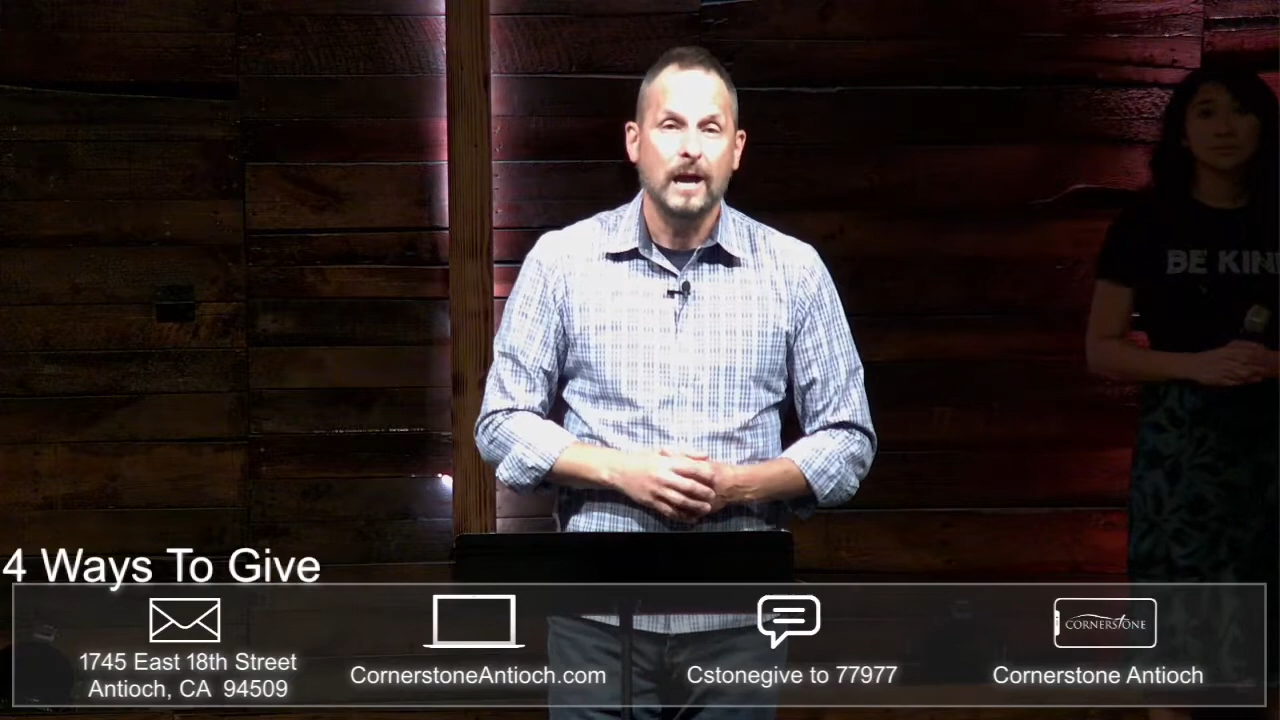 BE KIN
4 Ways To Give
1745 East 18th Street
Antioch, CA 94509
CornerstoneAntioch.com
Cstonegive to 77977
CORNERSTONE
Cornerstone Antioch